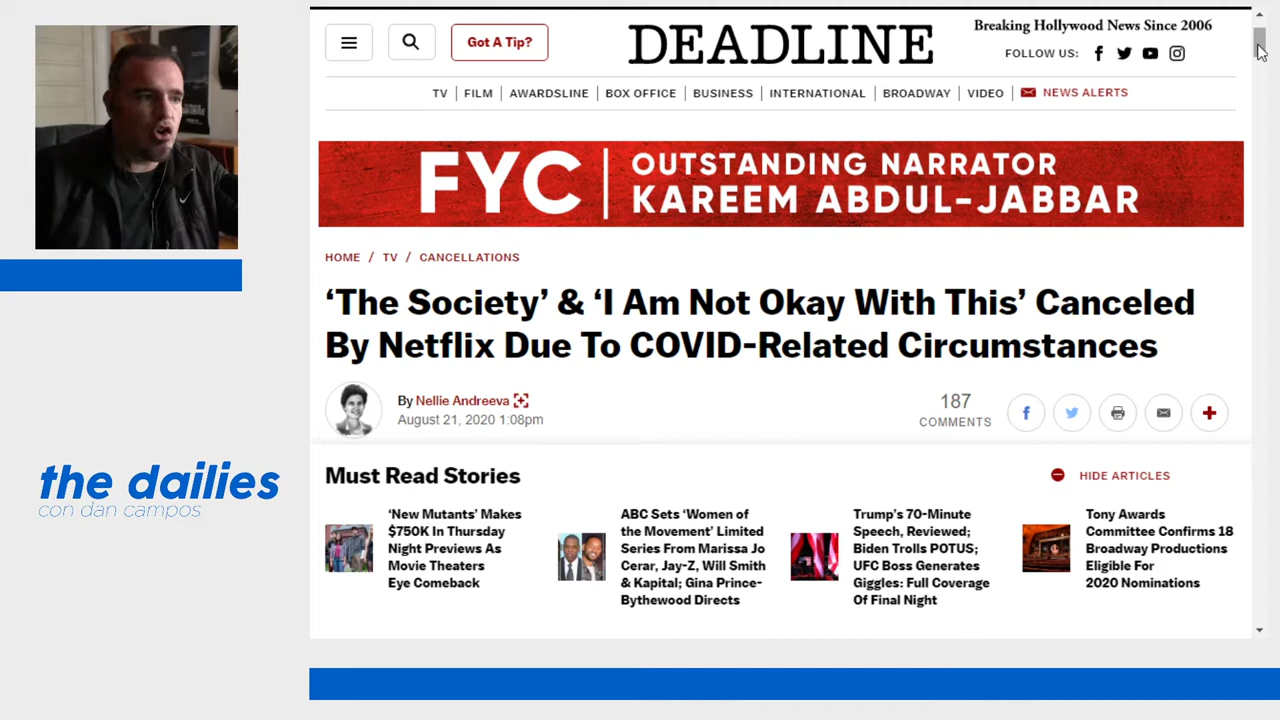 Got A Tip?
DEADLINE
Breaking Hollywood News Since 2006
FOLLOW US:
TV | FILM | AWARDSLINE | BOX OFFICE | BUSINESS | INTERNATIONAL | BROADWAY | VIDEO | NEWS ALERTS
FYC | OUTSTANDING NARRATOR
KAREEM ABDUL-JABBAR
HOME / TV / CANCELLATIONS
‘The Society’ & ‘I Am Not Okay With This’ Canceled
By Netflix Due To COVID-Related Circumstances
By Nellie Andreeva
August 21, 2020 1:08pm
187
COMMENTS
Must Read Stories
HIDE ARTICLES
‘New Mutants’ Makes
$750K In Thursday
Night Previews As
Movie Theaters
Eye Comeback
ABC Sets ‘Women of
the Movement’ Limited
Series From Marissa Jo
Cerar, Jay-Z, Will Smith
& Kapital; Gina Prince-
Bythewood Directs
Trump’s 70-Minute
Speech, Reviewed;
Biden Trolls POTUS;
UFC Boss Generates
Giggles: Full Coverage
Of Final Night
Tony Awards
Committee Confirms 18
Broadway Productions
Eligible For
2020 Nominations
the dailies
con dan campos